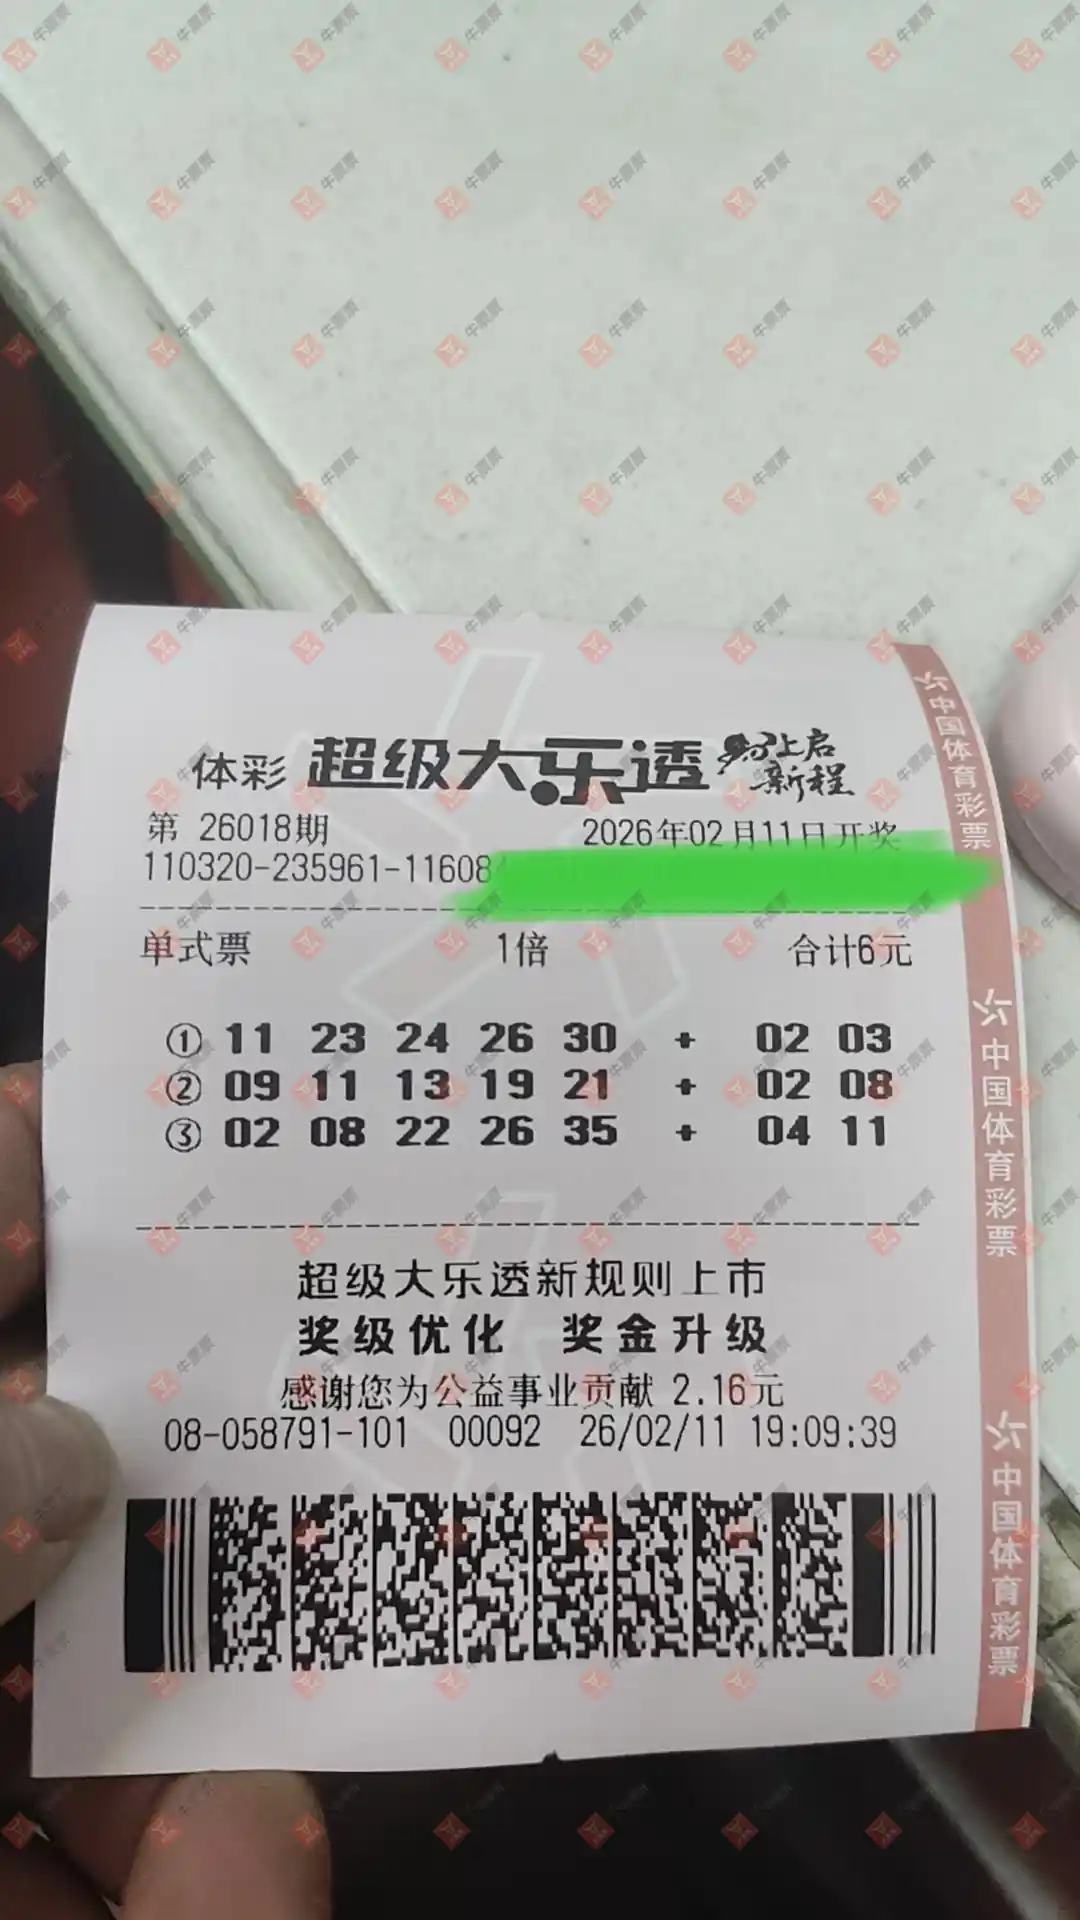 体彩 超级大乐透 马上启新程
第 26018期 2026年02月11日开奖
110320-235961-11608
单式票 1倍 合计6元
① 11 23 24 26 30 + 02 03
② 09 11 13 19 21 + 02 08
③ 02 08 22 26 35 + 04 11
超级大乐透新规则上市
奖级优化 奖金升级
感谢您为公益事业贡献 2.16元
08-058791-101 00092 26/02/11 19:09:39
中国体育彩票
中国体育彩票
中国体育彩票
牛票票